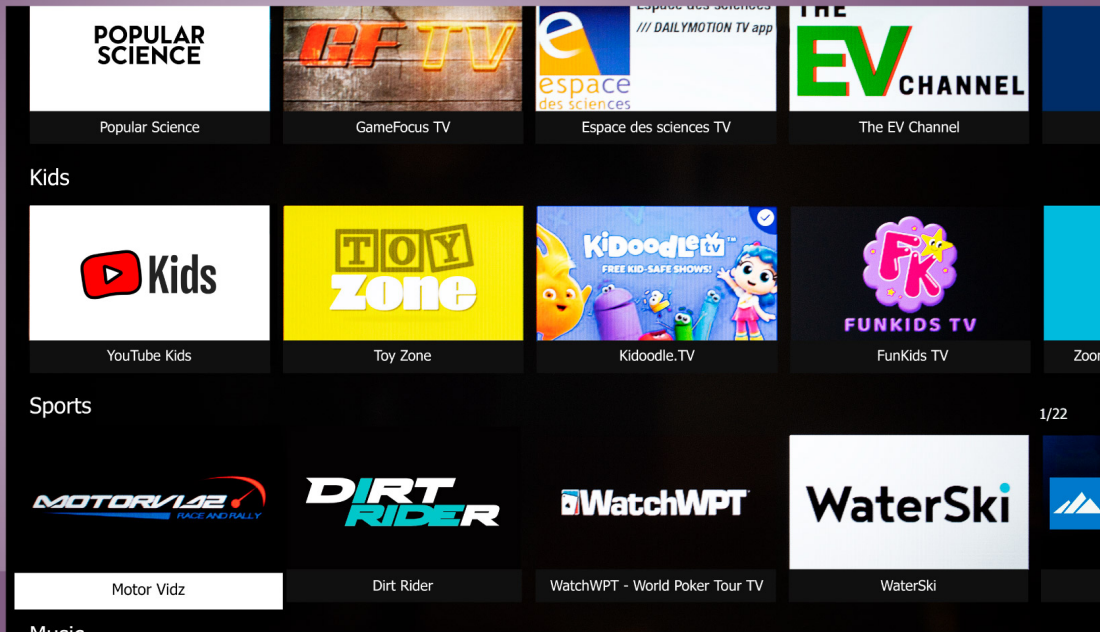 POPULAR
SCIENCE
GF TV
e
Espace des sciences
/// DAILYMOTION TV app
espace
des sciences
THE
EV CHANNEL
Popular Science
GameFocus TV
Espace des sciences TV
The EV Channel
Kids
Kids
TOY
zone
KiDoodLE tv™
FREE KID-SAFE SHOWS!
FK
FUNKIDS TV
YouTube Kids
Toy Zone
Kidoodle.TV
FunKids TV
Sports
1/22
MOTORVIDZ
RACE AND RALLY
DIRT
RIDER
WatchWPT
WaterSki
Motor Vidz
Dirt Rider
WatchWPT - World Poker Tour TV
WaterSki
Music